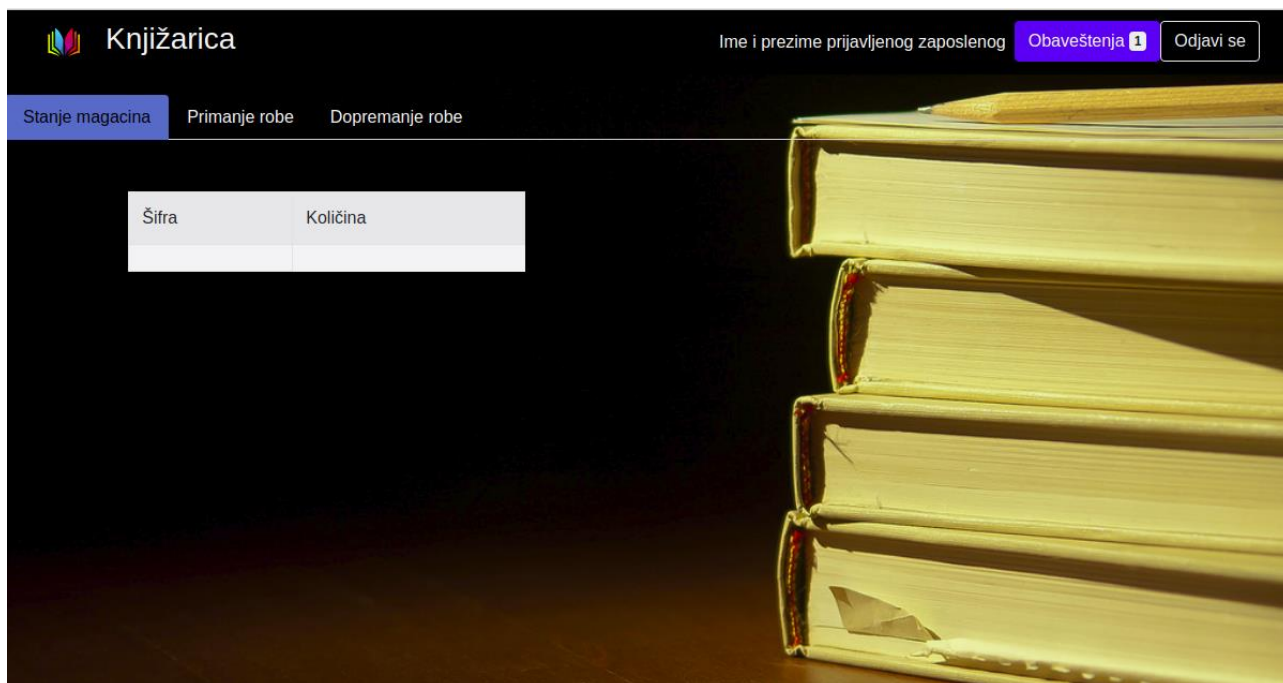 Knjižarica
Ime i prezime prijavljenog zaposlenog Obaveštenja 1 Odjavi se
Stanje magacina Primanje robe Dopremanje robe
Šifra Količina